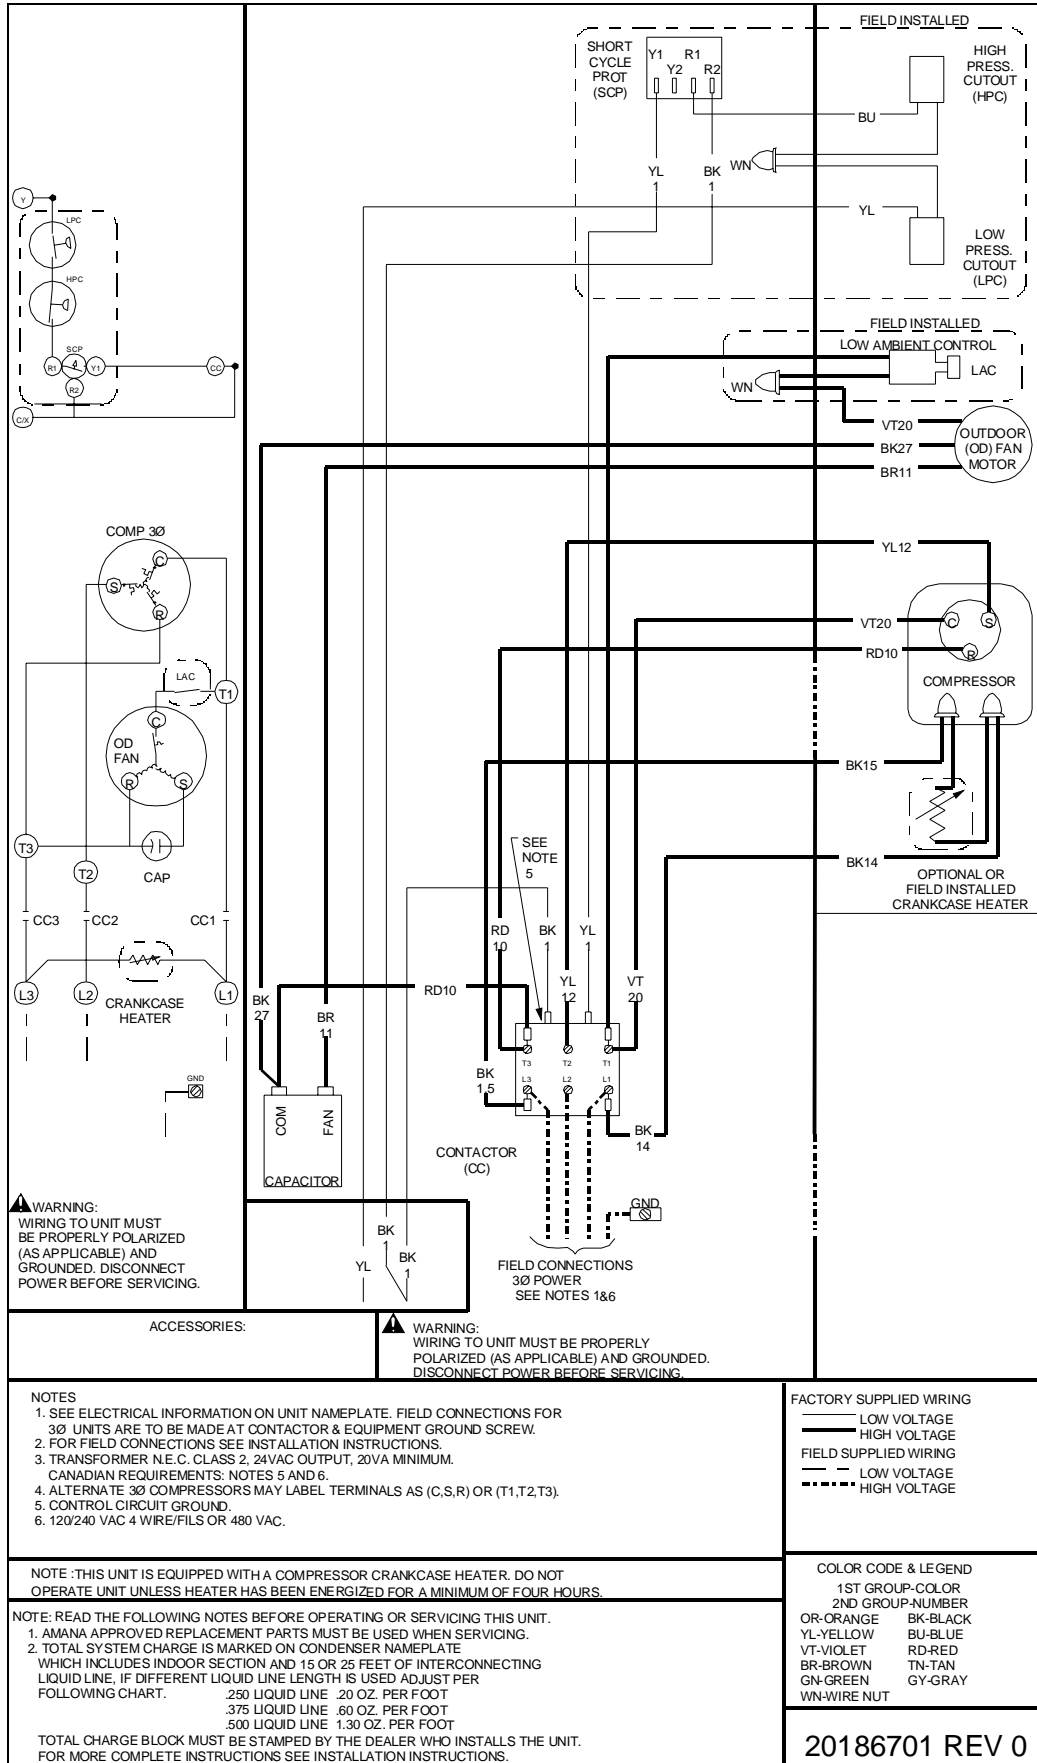 FIELD INSTALLED
SHORT
CYCLE
PROT
(SCP)
Y1 R1
Y2 R2
HIGH
PRESS.
CUTOUT
(HPC)
BU
WN
YL
1
BK
1
YL
LOW
PRESS.
CUTOUT
(LPC)
Y
LPC
HPC
SCP
R1
Y1
CC
R2
C/X
FIELD INSTALLED
LOW AMBIENT CONTROL
LAC
WN
VT20
BK27
BR11
OUTDOOR
(OD) FAN
MOTOR
COMP 3Ø
C
S
R
YL12
VT20
RD10
C
S
R
COMPRESSOR
LAC
T1
C
OD
FAN
R
S
BK15
T3
T2
CAP
SEE
NOTE
5
BK14
OPTIONAL OR
FIELD INSTALLED
CRANKCASE HEATER
CC3
CC2
CC1
RD
10
BK
1
YL
1
YL
12
VT
20
L3
L2
L1
CRANKCASE
HEATER
BK
27
BR
11
RD10
GND
T3
T2
T1
L3
L2
L1
BK
1.5
BK
14
COM
FAN
CAPACITOR
CONTACTOR
(CC)
GND
WARNING:
WIRING TO UNIT MUST
BE PROPERLY POLARIZED
(AS APPLICABLE) AND
GROUNDED. DISCONNECT
POWER BEFORE SERVICING.
YL
BK
1
BK
1
FIELD CONNECTIONS
3Ø POWER
SEE NOTES 1&6
ACCESSORIES:
WARNING:
WIRING TO UNIT MUST BE PROPERLY
POLARIZED (AS APPLICABLE) AND GROUNDED.
DISCONNECT POWER BEFORE SERVICING.
NOTES
1. SEE ELECTRICAL INFORMATION ON UNIT NAMEPLATE. FIELD CONNECTIONS FOR
3Ø UNITS ARE TO BE MADE AT CONTACTOR & EQUIPMENT GROUND SCREW.
2. FOR FIELD CONNECTIONS SEE INSTALLATION INSTRUCTIONS.
3. TRANSFORMER N.E.C. CLASS 2, 24VAC OUTPUT, 20VA MINIMUM.
CANADIAN REQUIREMENTS: NOTES 5 AND 6.
4. ALTERNATE 3Ø COMPRESSORS MAY LABEL TERMINALS AS (C,S,R) OR (T1,T2,T3).
5. CONTROL CIRCUIT GROUND.
6. 120/240 VAC 4 WIRE/FILS OR 480 VAC.
FACTORY SUPPLIED WIRING
LOW VOLTAGE
HIGH VOLTAGE
FIELD SUPPLIED WIRING
LOW VOLTAGE
HIGH VOLTAGE
NOTE :THIS UNIT IS EQUIPPED WITH A COMPRESSOR CRANKCASE HEATER. DO NOT
OPERATE UNIT UNLESS HEATER HAS BEEN ENERGIZED FOR A MINIMUM OF FOUR HOURS.
NOTE: READ THE FOLLOWING NOTES BEFORE OPERATING OR SERVICING THIS UNIT.
1. AMANA APPROVED REPLACEMENT PARTS MUST BE USED WHEN SERVICING.
2. TOTAL SYSTEM CHARGE IS MARKED ON CONDENSER NAMEPLATE
WHICH INCLUDES INDOOR SECTION AND 15 OR 25 FEET OF INTERCONNECTING
LIQUID LINE, IF DIFFERENT LIQUID LINE LENGTH IS USED ADJUST PER
FOLLOWING CHART. .250 LIQUID LINE .20 OZ. PER FOOT
.375 LIQUID LINE .60 OZ. PER FOOT
.500 LIQUID LINE 1.30 OZ. PER FOOT
TOTAL CHARGE BLOCK MUST BE STAMPED BY THE DEALER WHO INSTALLS THE UNIT.
FOR MORE COMPLETE INSTRUCTIONS SEE INSTALLATION INSTRUCTIONS.
COLOR CODE & LEGEND
1ST GROUP-COLOR
2ND GROUP-NUMBER
OR-ORANGE BK-BLACK
YL-YELLOW BU-BLUE
VT-VIOLET RD-RED
BR-BROWN TN-TAN
GN-GREEN GY-GRAY
WN-WIRE NUT
20186701 REV 0